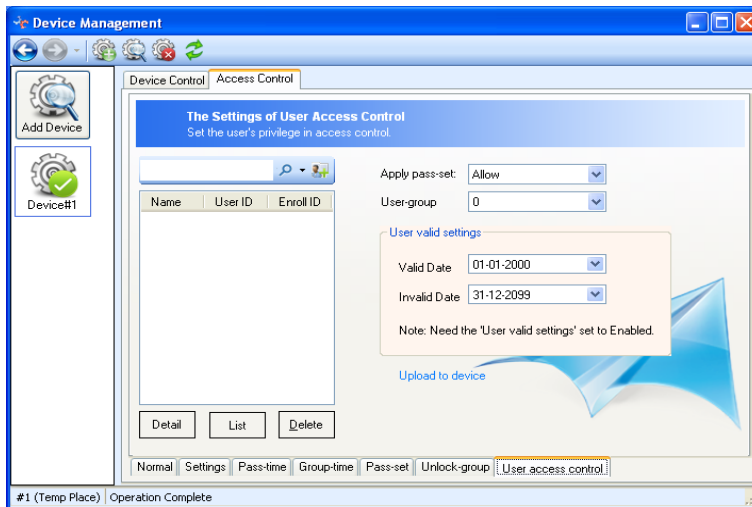 Device Management
Device Control Access Control
Add Device
Device#1
The Settings of User Access Control
Set the user's privilege in access control.
Apply pass-set: Allow
User-group 0
Name User ID Enroll ID
User valid settings
Valid Date 01-01-2000
Invalid Date 31-12-2099
Note: Need the 'User valid settings' set to Enabled.
Upload to device
Detail List Delete
Normal Settings Pass-time Group-time Pass-set Unlock-group User access control
#1 (Temp Place) Operation Complete